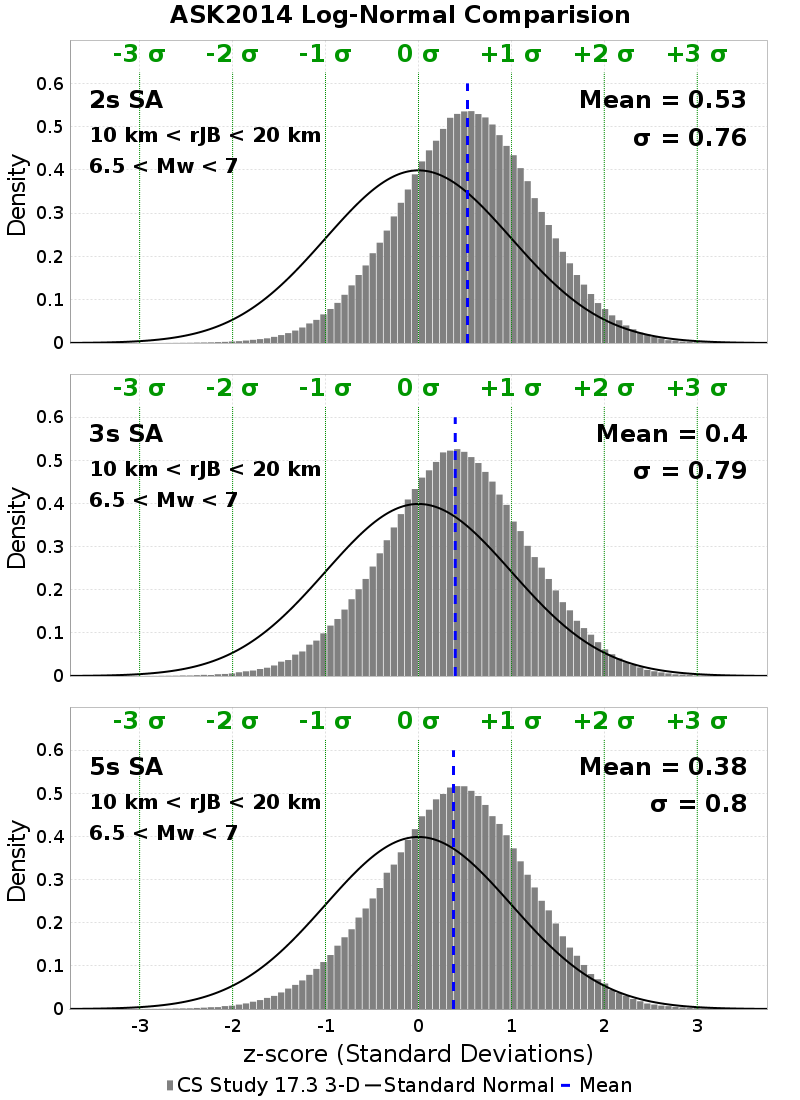 ASK2014 Log-Normal Comparision
-3 σ -2 σ -1 σ 0 σ +1 σ +2 σ +3 σ
0.6
2s SA Mean = 0.53
0.5
10 km < rJB < 20 km σ = 0.76
6.5 < Mw < 7
0.4
Density
0.3
0.2
0.1
0
-3 σ -2 σ -1 σ 0 σ +1 σ +2 σ +3 σ
0.6
3s SA Mean = 0.4
0.5
10 km < rJB < 20 km σ = 0.79
6.5 < Mw < 7
0.4
Density
0.3
0.2
0.1
0
-3 σ -2 σ -1 σ 0 σ +1 σ +2 σ +3 σ
0.6
5s SA Mean = 0.38
0.5
10 km < rJB < 20 km σ = 0.8
6.5 < Mw < 7
0.4
Density
0.3
0.2
0.1
0
-3 -2 -1 0 1 2 3
z-score (Standard Deviations)
CS Study 17.3 3-D Standard Normal Mean